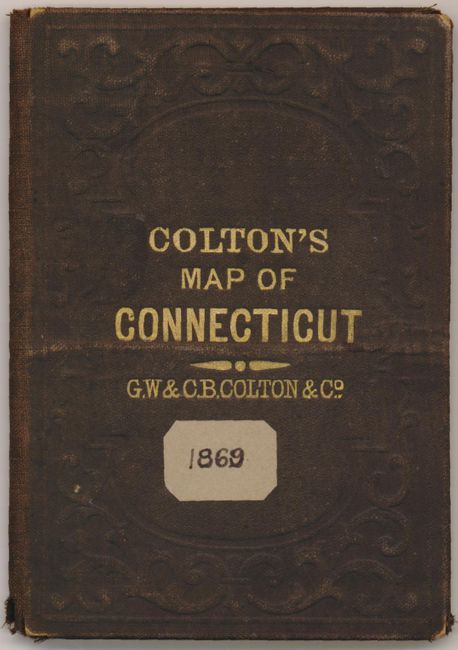 COLTON'S
MAP OF
CONNECTICUT
G.W & C.B. COLTON & Cº.
1869